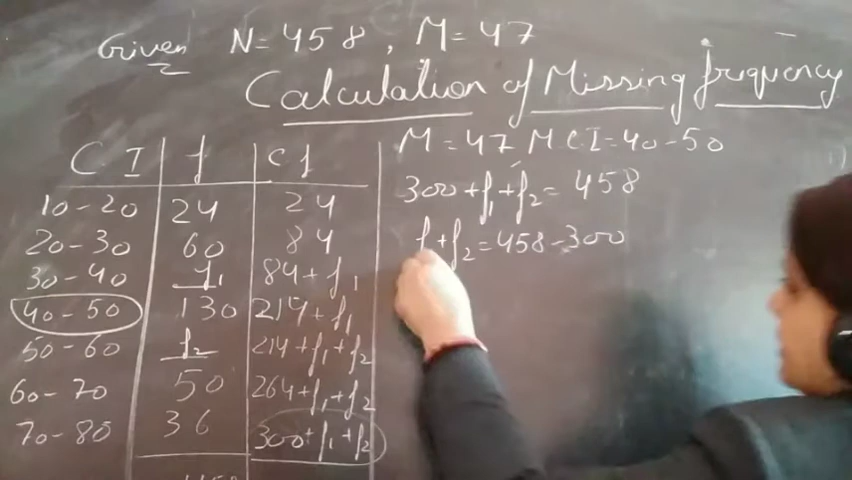 Given N=458, M=47
Calculation of Missing frequency
C I f cf
10-20 24 24
20-30 60 84
30-40 f1 84+f1
40-50 130 214+f1
50-60 f2 214+f1+f2
60-70 50 264+f1+f2
70-80 36 300+f1+f2
M=47 MCI=40-50
300+f1+f2=458
f+f2=458-300